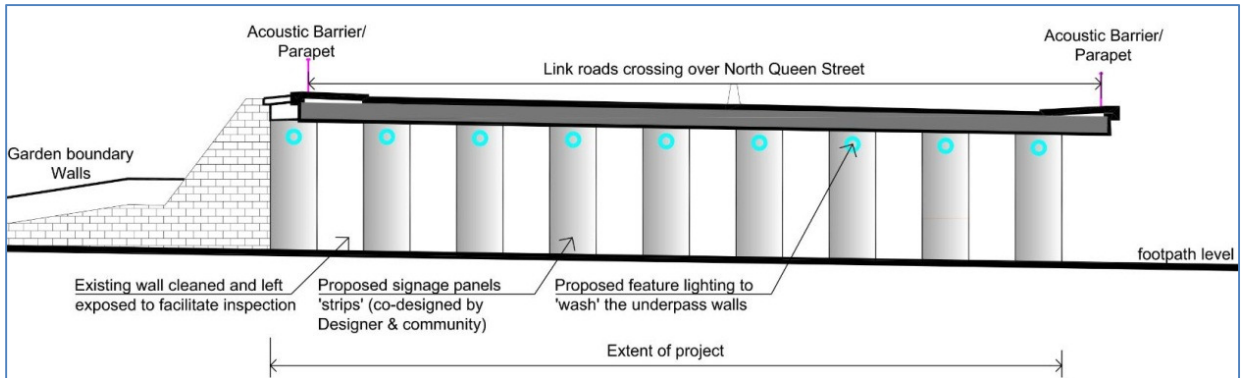 Acoustic Barrier/
Parapet
Acoustic Barrier/
Parapet
Link roads crossing over North Queen Street
Garden boundary
Walls
footpath level
Existing wall cleaned and left
exposed to facilitate inspection
Proposed signage panels
'strips' (co-designed by
Designer & community)
Proposed feature lighting to
'wash' the underpass walls
Extent of project